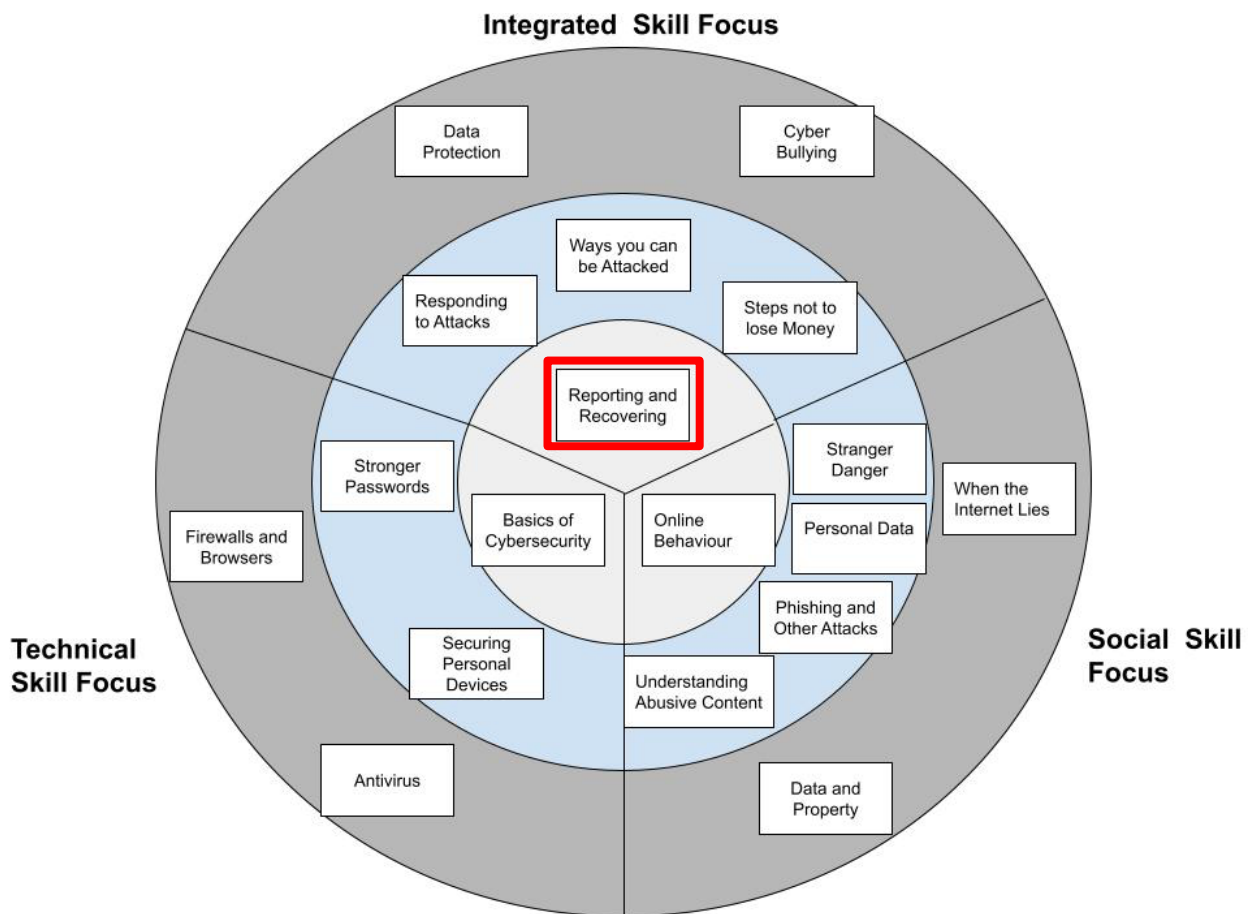 Integrated Skill Focus
Data
Protection
Cyber
Bullying
Ways you can
be Attacked
Responding
to Attacks
Steps not to
lose Money
Reporting and
Recovering
Stronger
Passwords
Stranger
Danger
When the
Internet Lies
Firewalls and
Browsers
Basics of
Cybersecurity
Online
Behaviour
Personal Data
Phishing and
Other Attacks
Technical
Skill Focus
Securing
Personal
Devices
Understanding
Abusive Content
Social Skill
Focus
Antivirus
Data and
Property